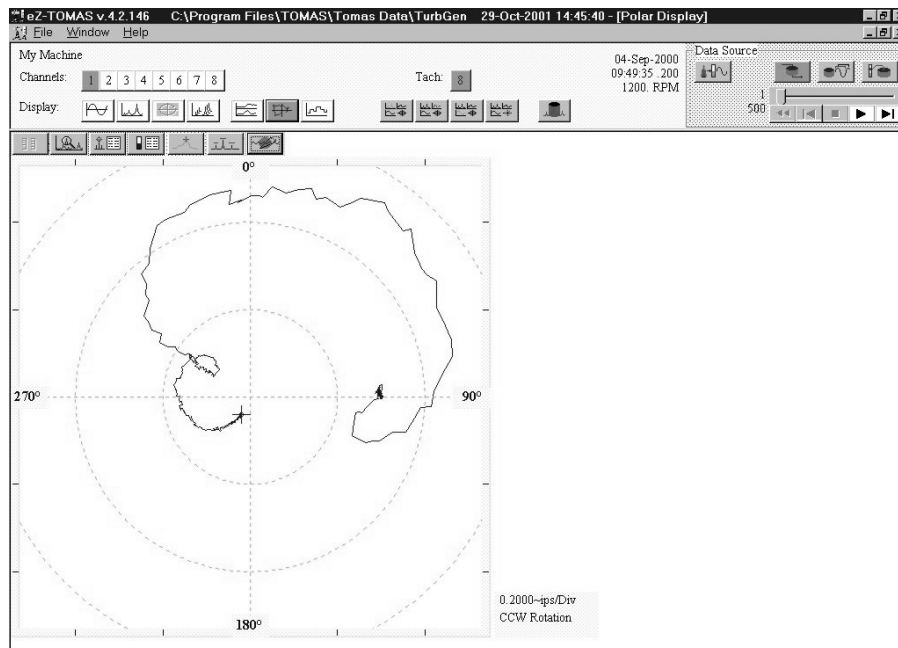 eZ-TOMAS v.4.2.146 C:\Program Files\TOMAS\Tomas Data\TurbGen 29-Oct-2001 14:45:40 - [Polar Display]
File Window Help
My Machine
Channels: 1 2 3 4 5 6 7 8
Tach: 8
Display:
04-Sep-2000
09:49:35 .200
1200. RPM
Data Source
1
500
0°
270°
90°
180°
0.2000~ips/Div
CCW Rotation